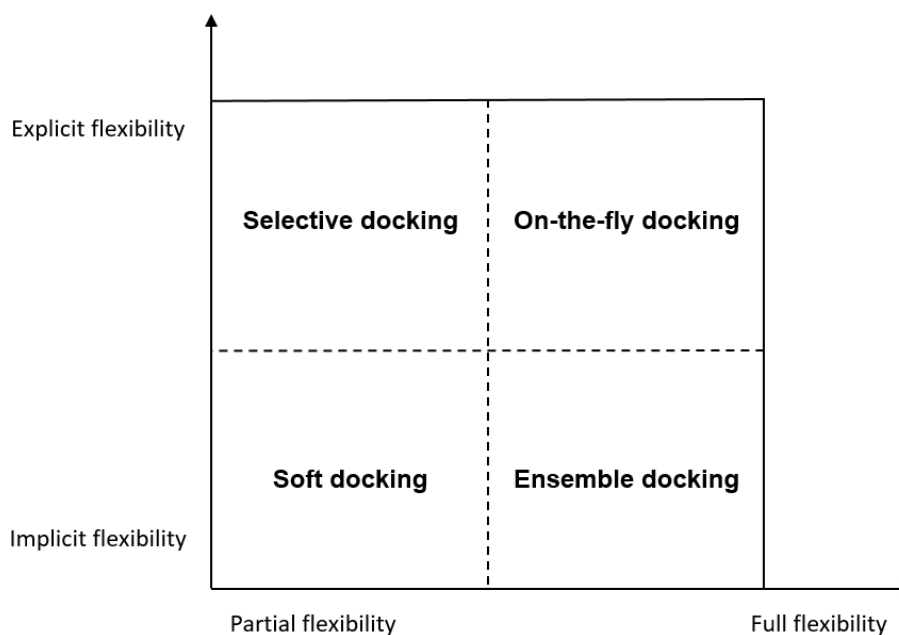 Explicit flexibility
Selective docking
On-the-fly docking
Soft docking
Ensemble docking
Implicit flexibility
Partial flexibility
Full flexibility